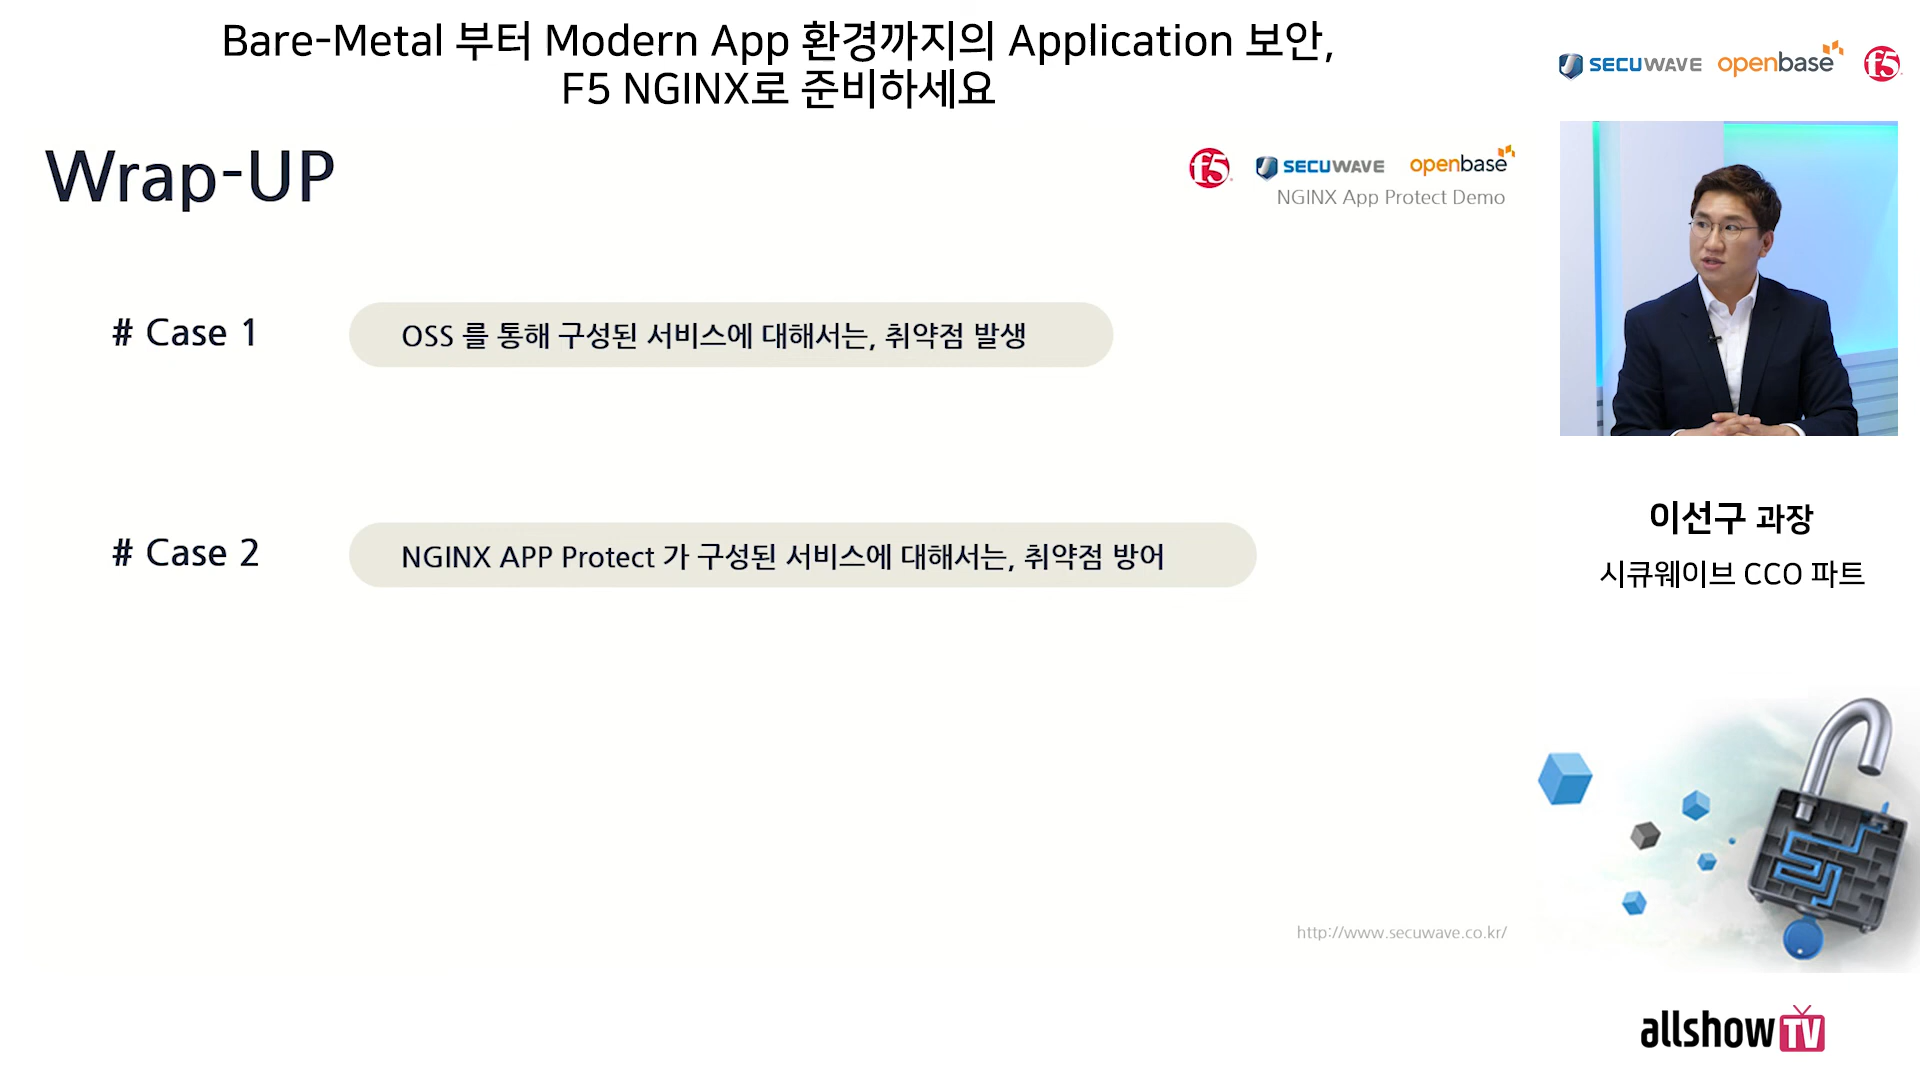 Bare-Metal 부터 Modern App 환경까지의 Application 보안,
F5 NGINX로 준비하세요
SECUWAVE openbase f5
Wrap-UP
f5 SECUWAVE openbase
NGINX App Protect Demo
# Case 1
OSS 를 통해 구성된 서비스에 대해서는, 취약점 발생
# Case 2
NGINX APP Protect 가 구성된 서비스에 대해서는, 취약점 방어
이선구 과장
시큐웨이브 CCO 파트
http://www.secuwave.co.kr/
allshowTV